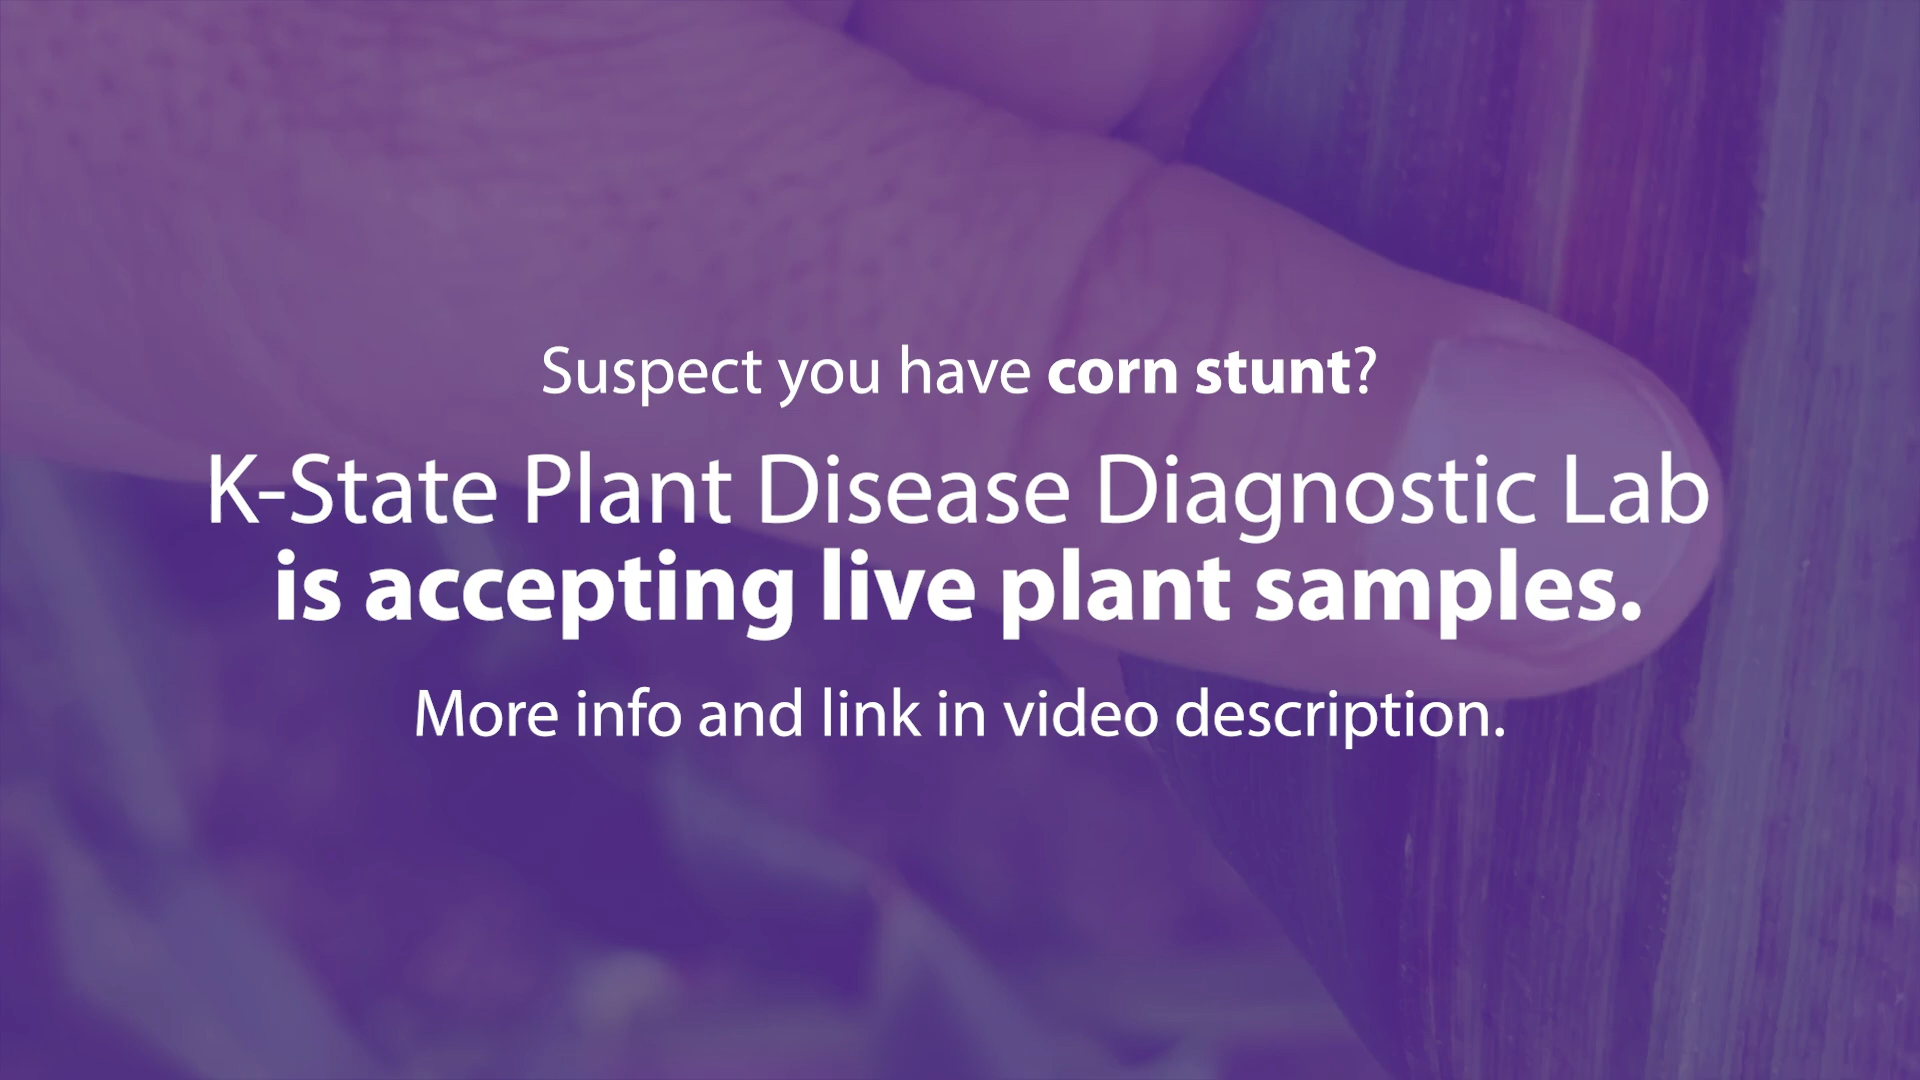 Suspect you have corn stunt?
K-State Plant Disease Diagnostic Lab
is accepting live plant samples.
More info and link in video description.